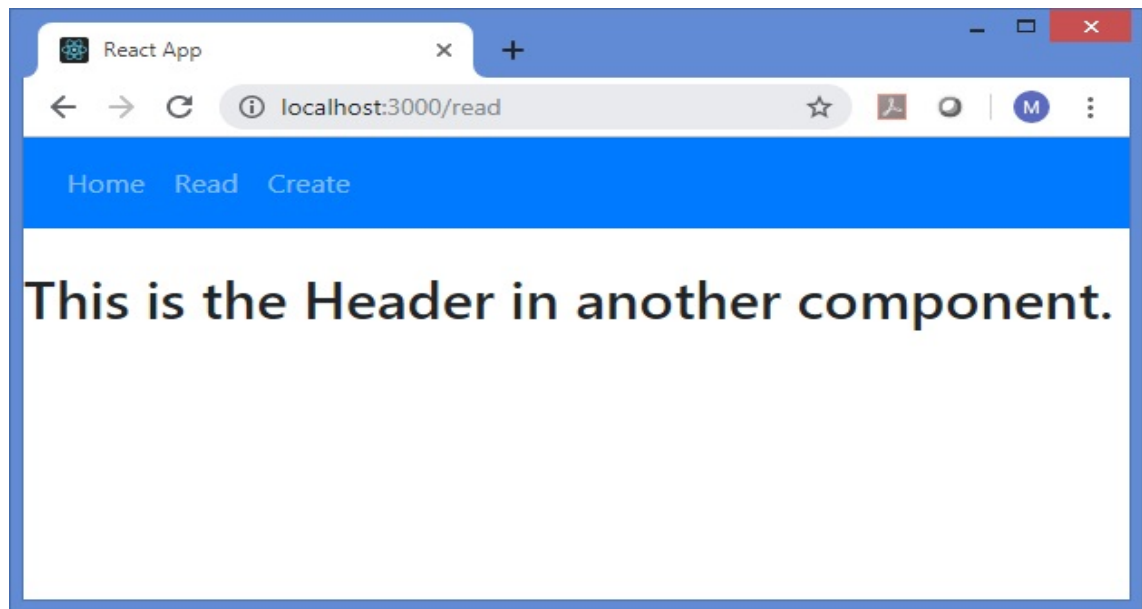 React App
localhost:3000/read
M
Home Read Create
This is the Header in another component.